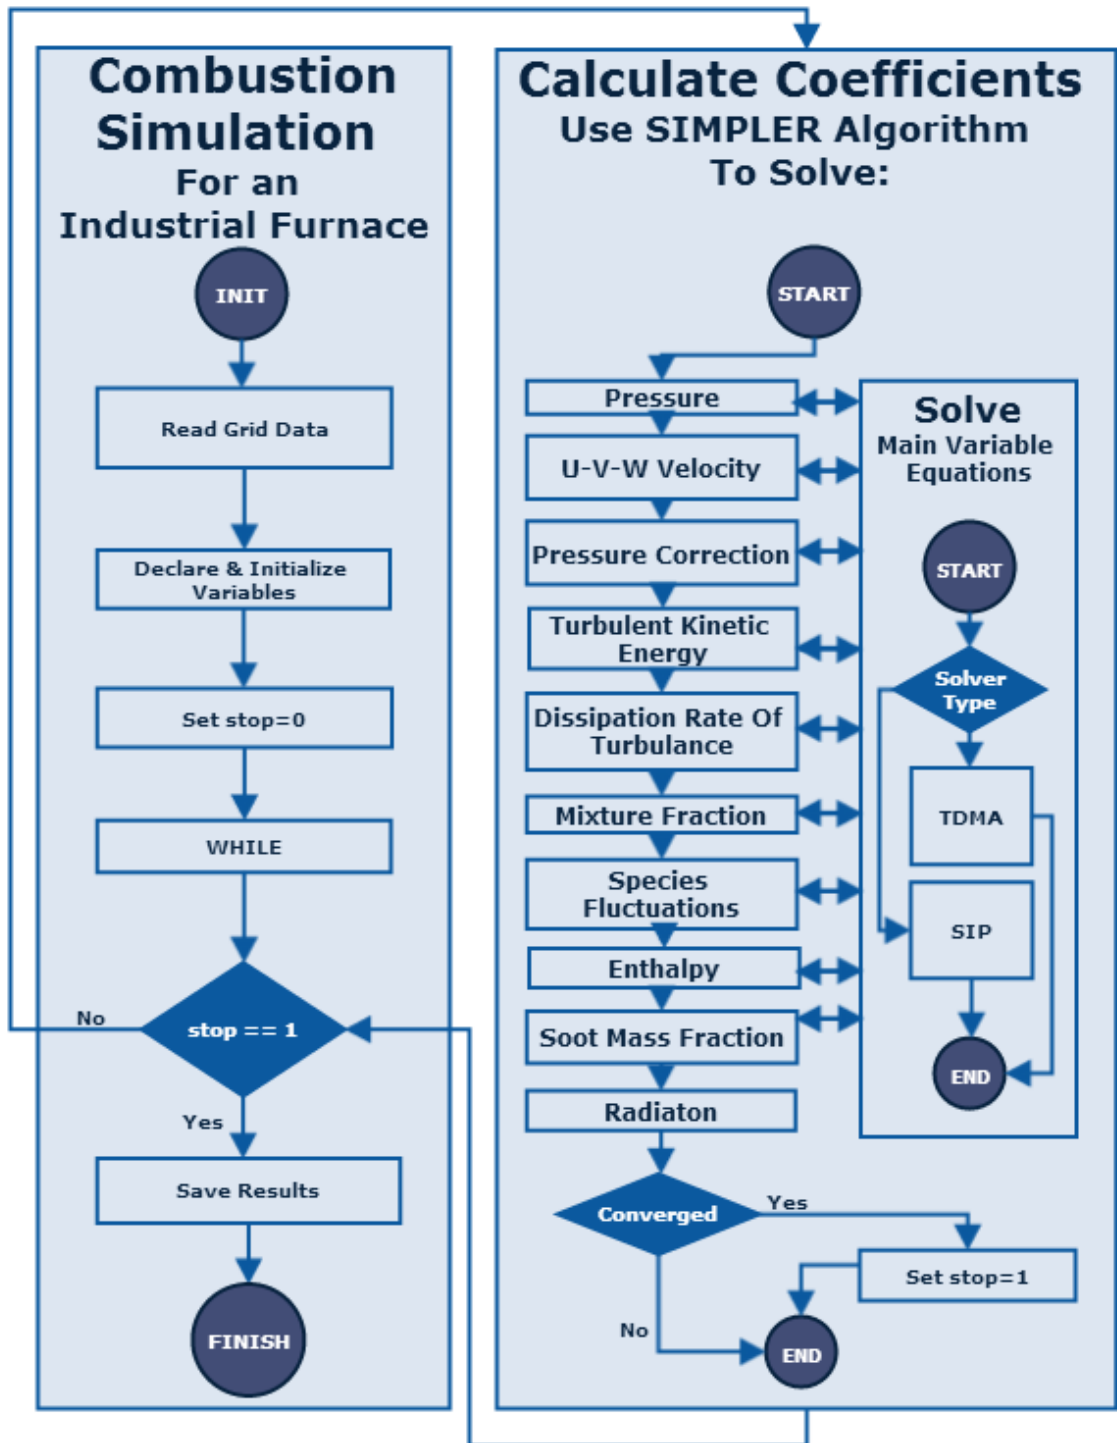 Combustion
Simulation
For an
Industrial Furnace
INIT
Read Grid Data
Declare & Initialize
Variables
Set stop=0
WHILE
No
stop == 1
Yes
Save Results
FINISH
Calculate Coefficients
Use SIMPLER Algorithm
To Solve:
START
Pressure
U-V-W Velocity
Pressure Correction
Turbulent Kinetic
Energy
Dissipation Rate Of
Turbulance
Mixture Fraction
Species
Fluctuations
Enthalpy
Soot Mass Fraction
Radiaton
Converged
Yes
Set stop=1
No
END
Solve
Main Variable
Equations
START
Solver
Type
TDMA
SIP
END